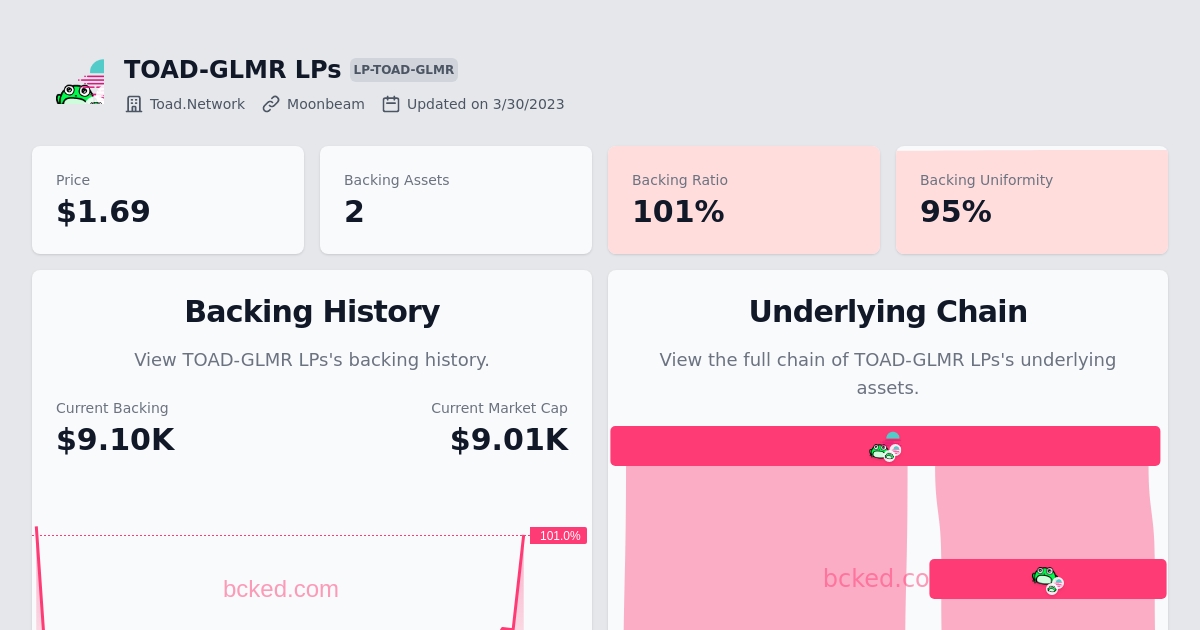 TOAD-GLMR LPs LP-TOAD-GLMR
Toad.Network Moonbeam Updated on 3/30/2023
Price
$1.69
Backing Assets
2
Backing Ratio
101%
Backing Uniformity
95%
Backing History
View TOAD-GLMR LPs's backing history.
Current Backing
$9.10K
Current Market Cap
$9.01K
101.0%
bcked.com
Underlying Chain
View the full chain of TOAD-GLMR LPs's underlying
assets.
bcked.co